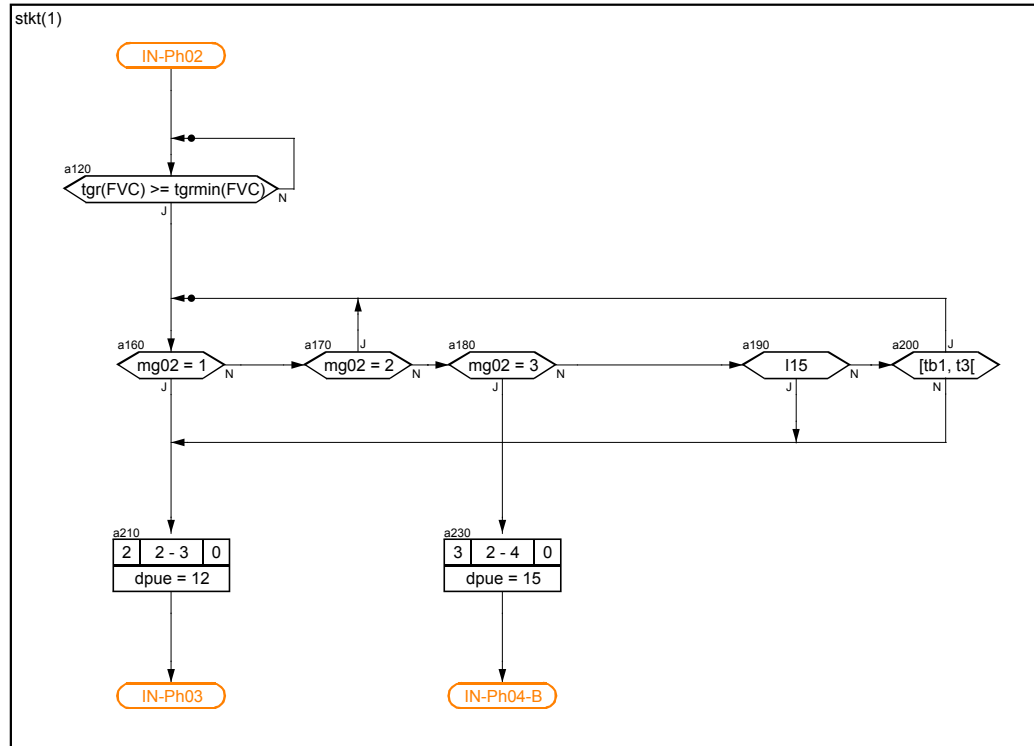 stkt(1)
IN-Ph02
a120
tgr(FVC) >= tgrmin(FVC)
N
J
a160
mg02 = 1
N
J
a170
mg02 = 2
J
N
a180
mg02 = 3
N
J
a190
l15
N
J
a200
[tb1, t3[
J
N
a210
2 2 - 3 0
dpue = 12
a230
3 2 - 4 0
dpue = 15
IN-Ph03
IN-Ph04-B